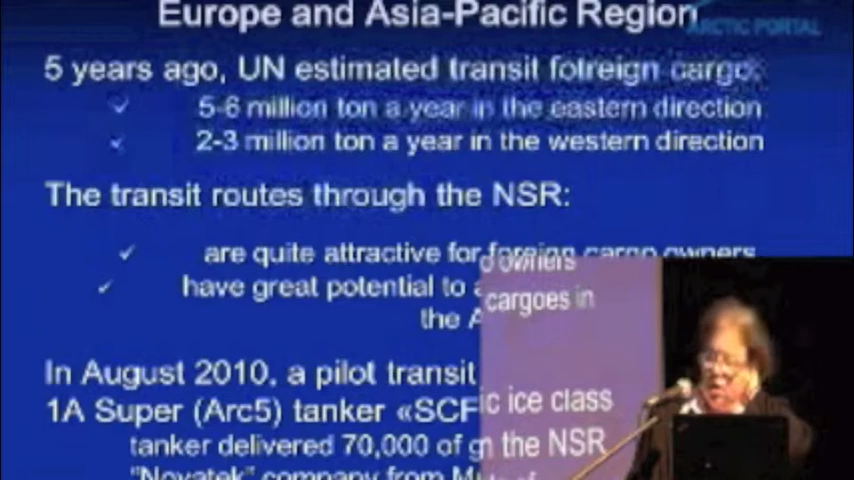 Europe and Asia-Pacific Region
ARCTIC PORTAL
5 years ago, UN estimated transit fotreign cargo:
5-6 million ton a year in the eastern direction
2-3 million ton a year in the western direction
The transit routes through the NSR:
are quite attractive for foreign cargo owners
have great potential to
the
In August 2010, a pilot transit
1A Super (Arc5) tanker «SCF
tanker delivered 70,000 of
"Novatek" company from
owners
cargoes in
ic ice class
n the NSR
of